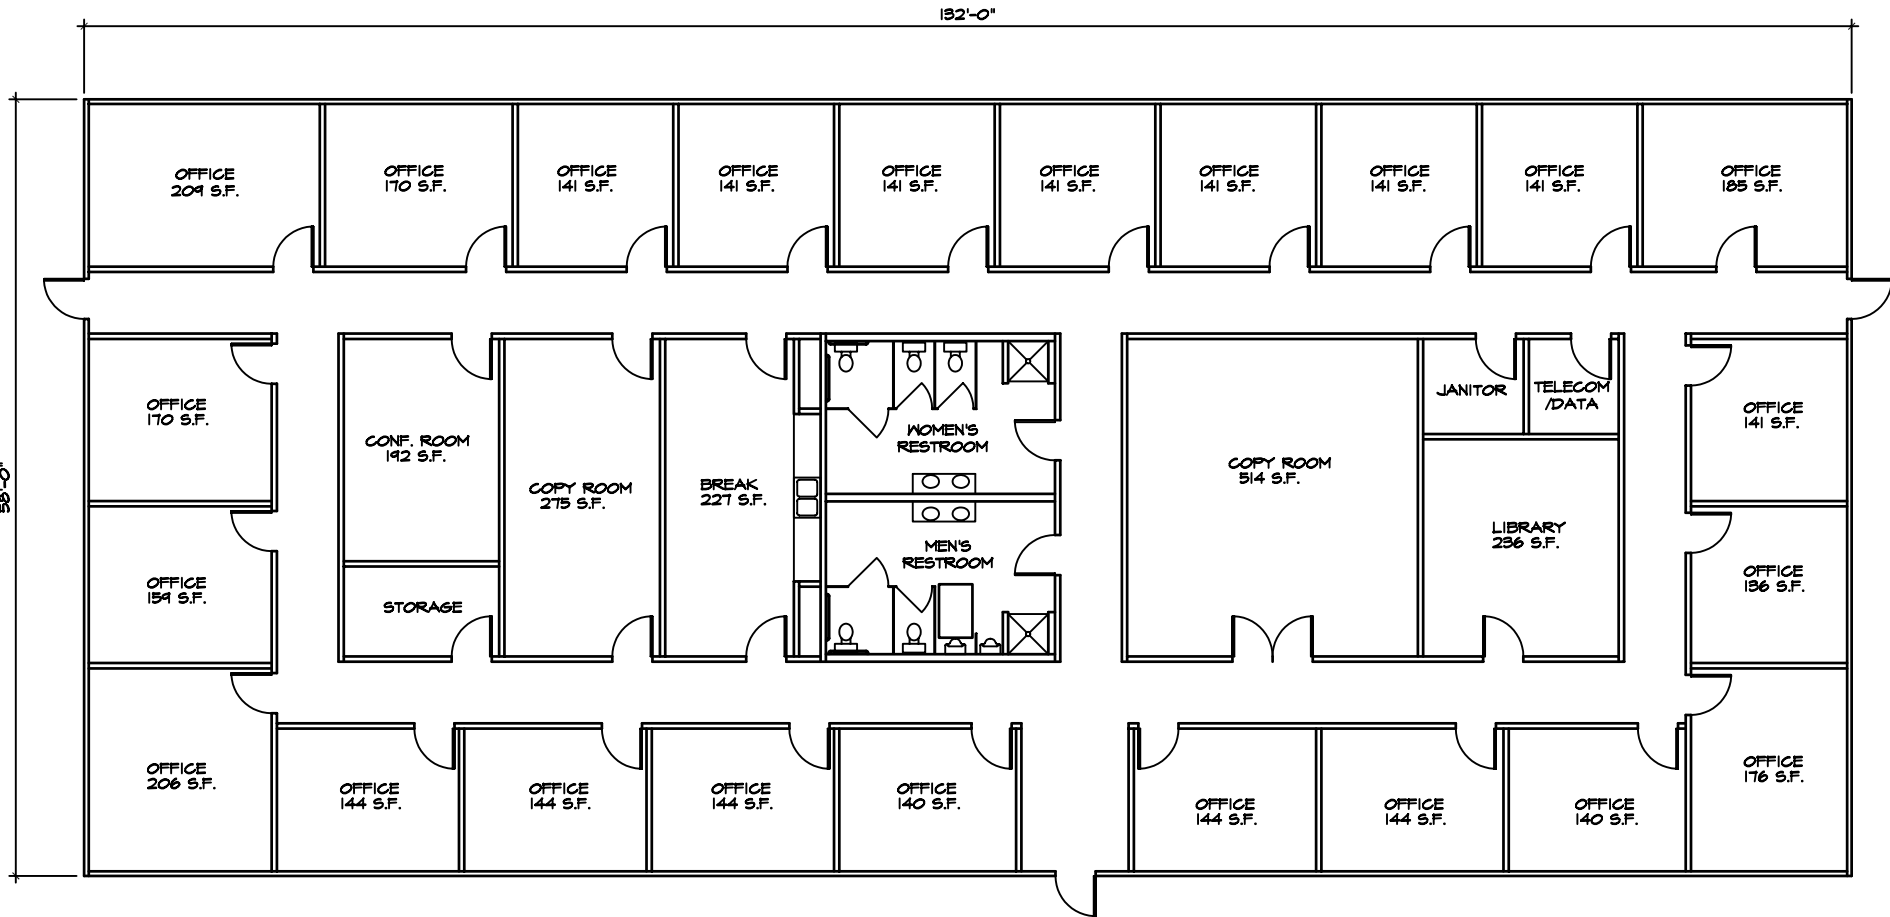 132'-0"
58'-0"
OFFICE
209 S.F.
OFFICE
170 S.F.
OFFICE
141 S.F.
OFFICE
141 S.F.
OFFICE
141 S.F.
OFFICE
141 S.F.
OFFICE
141 S.F.
OFFICE
141 S.F.
OFFICE
141 S.F.
OFFICE
185 S.F.
OFFICE
170 S.F.
CONF. ROOM
192 S.F.
COPY ROOM
275 S.F.
BREAK
227 S.F.
WOMEN'S
RESTROOM
MEN'S
RESTROOM
COPY ROOM
514 S.F.
JANITOR
TELECOM
/DATA
LIBRARY
236 S.F.
OFFICE
141 S.F.
OFFICE
159 S.F.
STORAGE
OFFICE
136 S.F.
OFFICE
206 S.F.
OFFICE
144 S.F.
OFFICE
144 S.F.
OFFICE
144 S.F.
OFFICE
140 S.F.
OFFICE
144 S.F.
OFFICE
144 S.F.
OFFICE
140 S.F.
OFFICE
176 S.F.